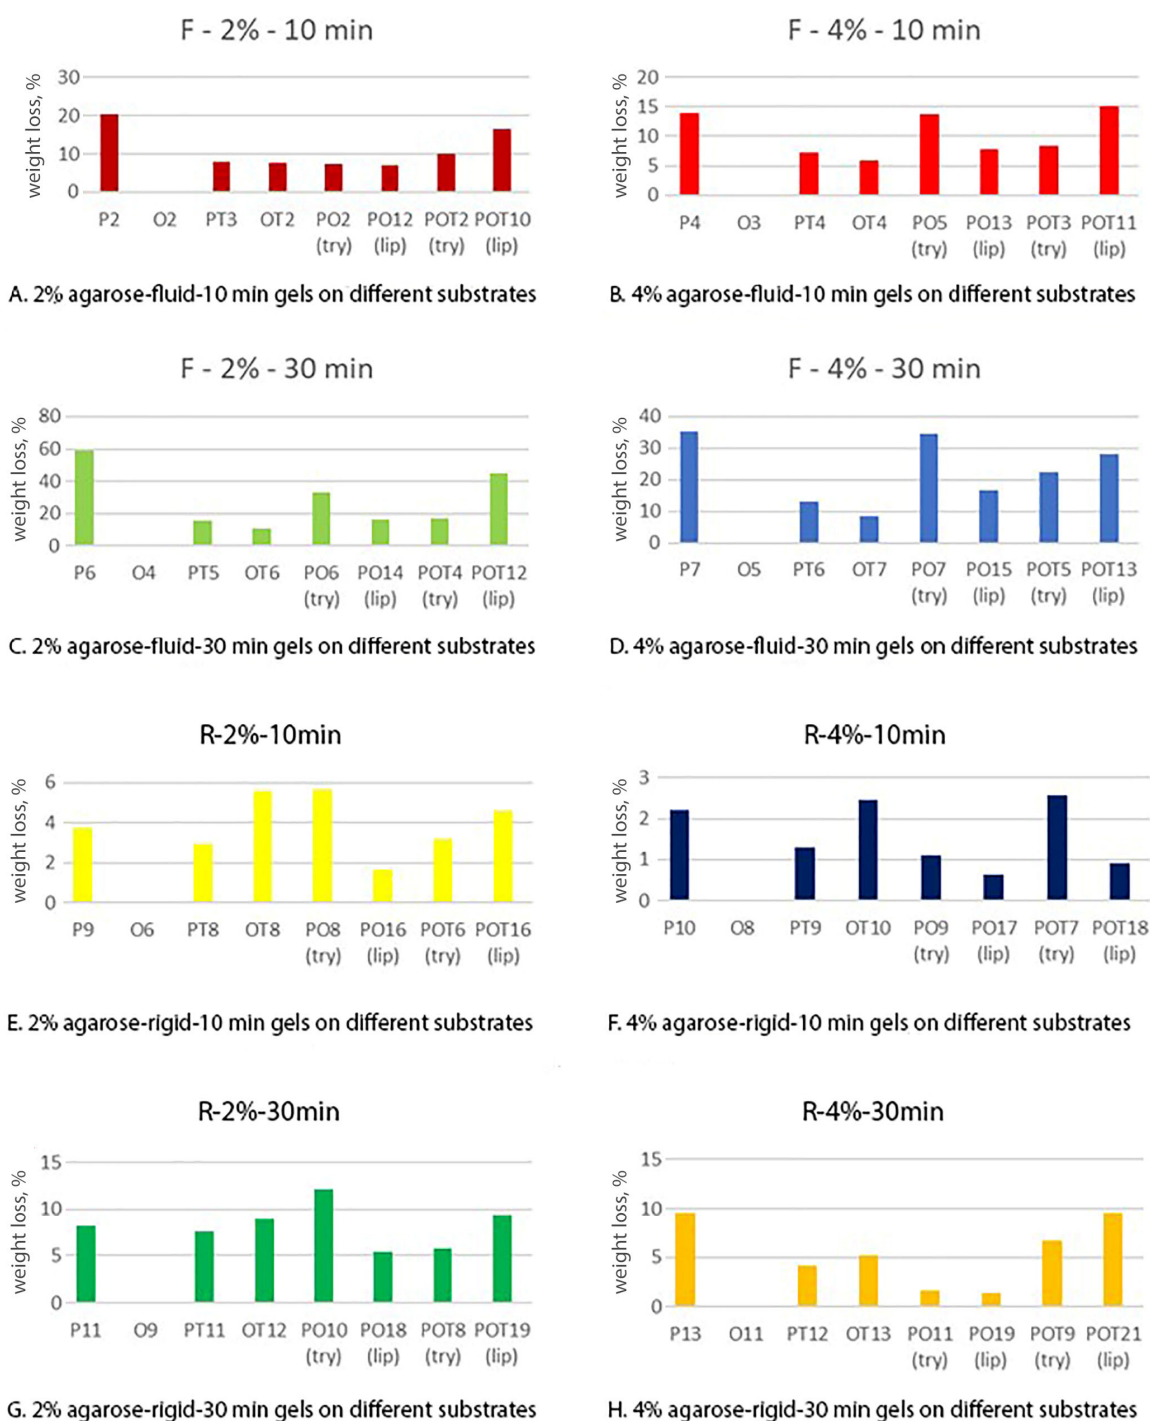 F - 2% - 10 min
weight loss, %
30
20
10
0
P2 O2 PT3 OT2 PO2 PO12 POT2 POT10
(try) (lip) (try) (lip)
A. 2% agarose-fluid-10 min gels on different substrates
F - 4% - 10 min
weight loss, %
20
15
10
5
0
P4 O3 PT4 OT4 PO5 PO13 POT3 POT11
(try) (lip) (try) (lip)
B. 4% agarose-fluid-10 min gels on different substrates
F - 2% - 30 min
weight loss, %
80
60
40
20
0
P6 O4 PT5 OT6 PO6 PO14 POT4 POT12
(try) (lip) (try) (lip)
C. 2% agarose-fluid-30 min gels on different substrates
F - 4% - 30 min
weight loss, %
40
30
20
10
0
P7 O5 PT6 OT7 PO7 PO15 POT5 POT13
(try) (lip) (try) (lip)
D. 4% agarose-fluid-30 min gels on different substrates
R-2%-10min
weight loss, %
6
4
2
0
P9 O6 PT8 OT8 PO8 PO16 POT6 POT16
(try) (lip) (try) (lip)
E. 2% agarose-rigid-10 min gels on different substrates
R-4%-10min
weight loss, %
3
2
1
0
P10 O8 PT9 OT10 PO9 PO17 POT7 POT18
(try) (lip) (try) (lip)
F. 4% agarose-rigid-10 min gels on different substrates
R-2%-30min
weight loss, %
15
10
5
0
P11 O9 PT11 OT12 PO10 PO18 POT8 POT19
(try) (lip) (try) (lip)
G. 2% agarose-rigid-30 min gels on different substrates
R-4%-30min
weight loss, %
15
10
5
0
P13 O11 PT12 OT13 PO11 PO19 POT9 POT21
(try) (lip) (try) (lip)
H. 4% agarose-rigid-30 min gels on different substrates